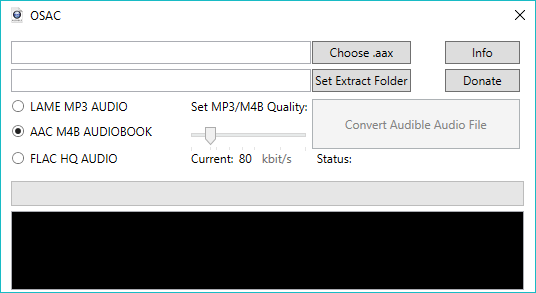 OSAC
Choose .aax
Info
Set Extract Folder
Donate
LAME MP3 AUDIO
Set MP3/M4B Quality:
AAC M4B AUDIOBOOK
Convert Audible Audio File
FLAC HQ AUDIO
Current: 80 kbit/s
Status: